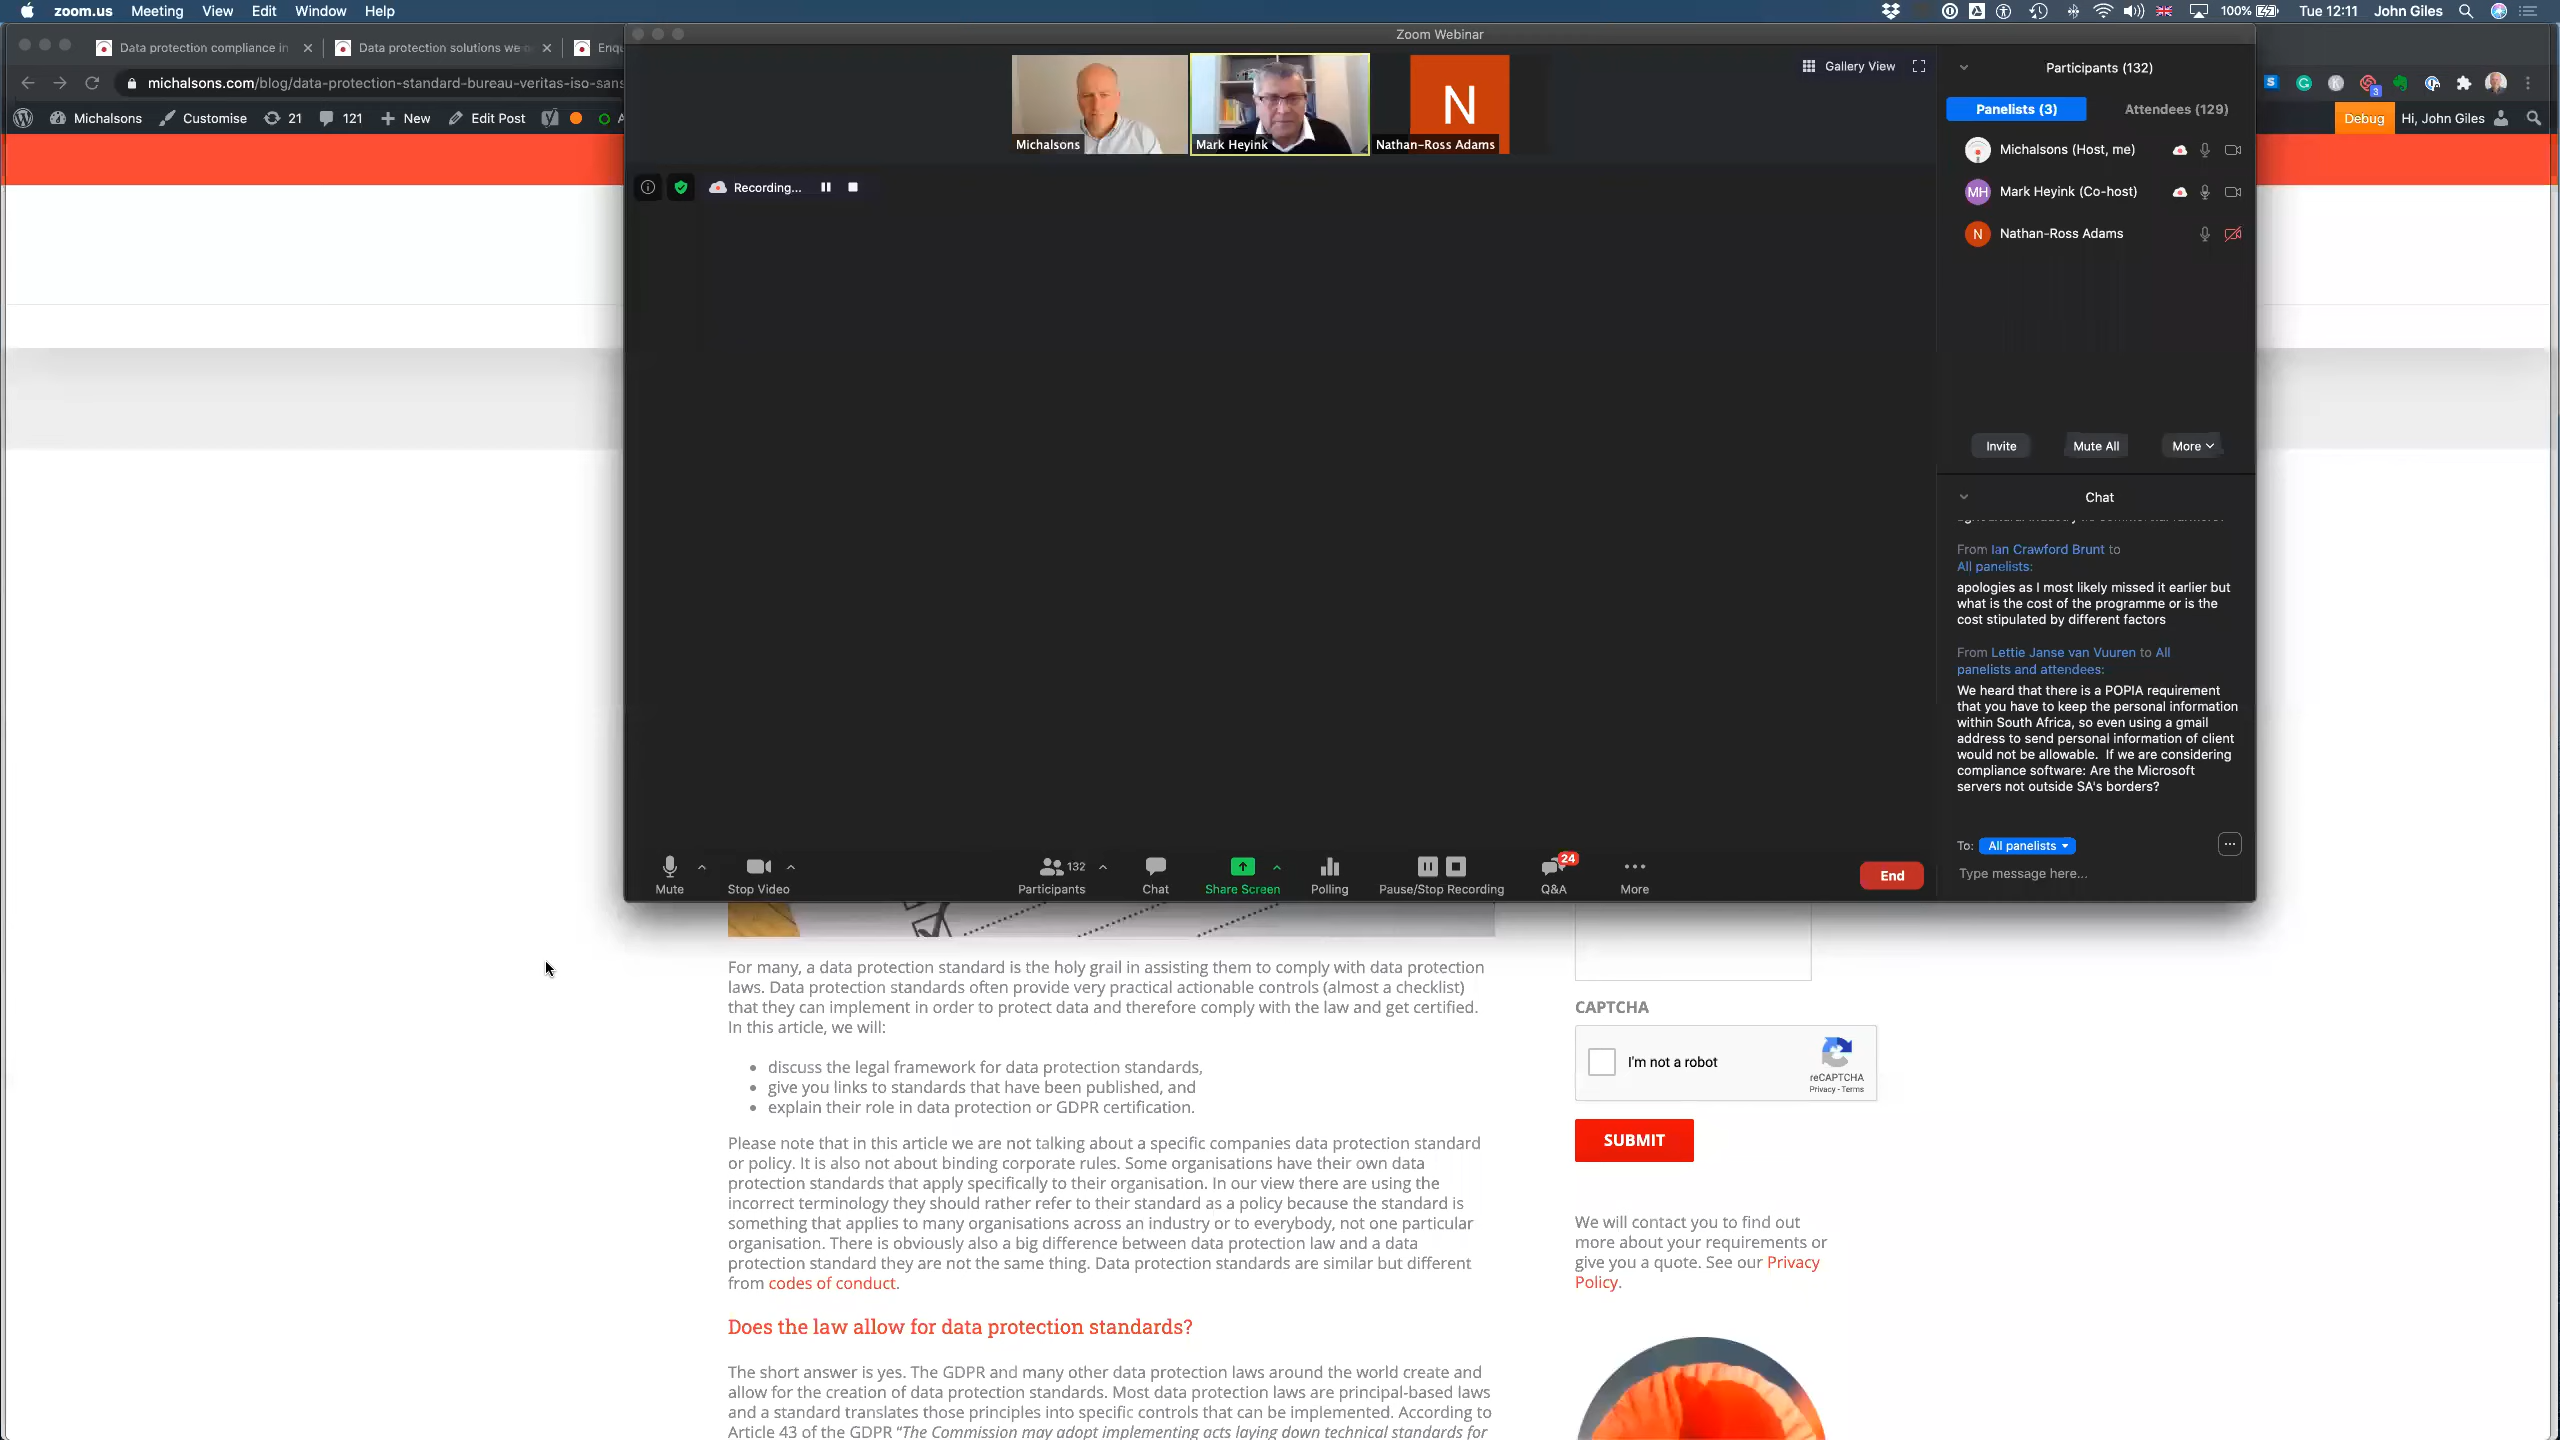 zoom.us Meeting View Edit Window Help
100% Tue 12:11 John Giles
Data protection compliance in
Data protection solutions we
Enq
Zoom Webinar
michalsons.com/blog/data-protection-standard-bureau-veritas-iso-sans
3
Michalsons Customise 21 121 New Edit Post
Debug Hi, John Giles
Michalsons
Mark Heyink
N
Nathan-Ross Adams
Gallery View
Recording...
Participants (132)
Panelists (3) Attendees (129)
Michalsons (Host, me)
MH Mark Heyink (Co-host)
N Nathan-Ross Adams
Invite Mute All More
Chat
From Ian Crawford Brunt to
All panelists:
apologies as I most likely missed it earlier but
what is the cost of the programme or is the
cost stipulated by different factors
From Lettie Janse van Vuuren to All
panelists and attendees:
We heard that there is a POPIA requirement
that you have to keep the personal information
within South Africa, so even using a gmail
address to send personal information of client
would not be allowable. If we are considering
compliance software: Are the Microsoft
servers not outside SA's borders?
To: All panelists
Type message here...
Mute
Stop Video
132
Participants
Chat
Share Screen
Polling
Pause/Stop Recording
24
Q&A
More
End
For many, a data protection standard is the holy grail in assisting them to comply with data protection
laws. Data protection standards often provide very practical actionable controls (almost a checklist)
that they can implement in order to protect data and therefore comply with the law and get certified.
In this article, we will:
• discuss the legal framework for data protection standards,
• give you links to standards that have been published, and
• explain their role in data protection or GDPR certification.
Please note that in this article we are not talking about a specific companies data protection standard
or policy. It is also not about binding corporate rules. Some organisations have their own data
protection standards that apply specifically to their organisation. In our view there are using the
incorrect terminology they should rather refer to their standard as a policy because the standard is
something that applies to many organisations across an industry or to everybody, not one particular
organisation. There is obviously also a big difference between data protection law and a data
protection standard they are not the same thing. Data protection standards are similar but different
from codes of conduct.
Does the law allow for data protection standards?
The short answer is yes. The GDPR and many other data protection laws around the world create and
allow for the creation of data protection standards. Most data protection laws are principal-based laws
and a standard translates those principles into specific controls that can be implemented. According to
Article 43 of the GDPR “The Commission may adopt implementing acts laying down technical standards for
CAPTCHA
I'm not a robot
reCAPTCHA
Privacy - Terms
SUBMIT
We will contact you to find out
more about your requirements or
give you a quote. See our Privacy
Policy.